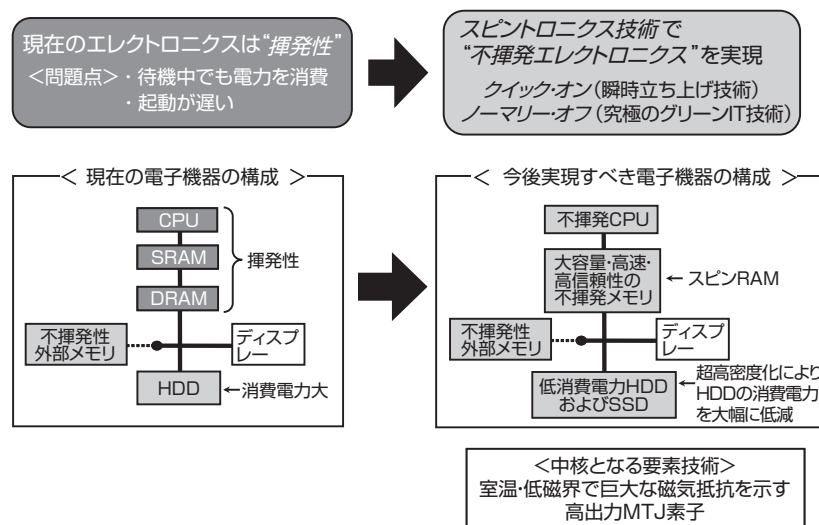 現在のエレクトロニクスは“揮発性”
<問題点>・待機中でも電力を消費
・起動が遅い
スピントロニクス技術で
“不揮発エレクトロニクス”を実現
クイック・オン(瞬時立ち上げ技術)
ノーマリー・オフ(究極のグリーンIT技術)
< 現在の電子機器の構成 >
CPU
SRAM
DRAM
揮発性
不揮発性
外部メモリ
ディスプ
レー
HDD
←消費電力大
< 今後実現すべき電子機器の構成 >
不揮発CPU
大容量・高速・
高信頼性の
不揮発メモリ
← スピンRAM
不揮発性
外部メモリ
ディスプ
レー
低消費電力HDD
およびSSD
←超高密度化により
HDDの消費電力
を大幅に低減
<中核となる要素技術>
室温・低磁界で巨大な磁気抵抗を示す
高出力MTJ素子